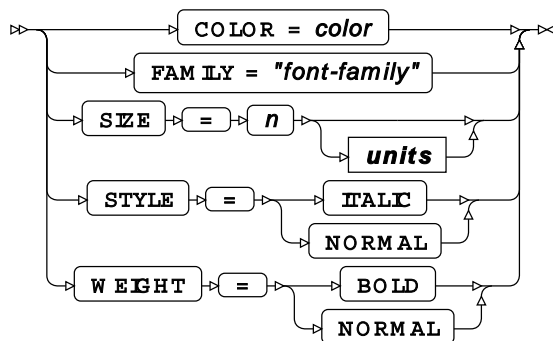 COLOR = color
FAMILY = "font-family"
SIZE = n
units
STYLE = ITALIC
NORMAL
WEIGHT = BOLD
NORMAL